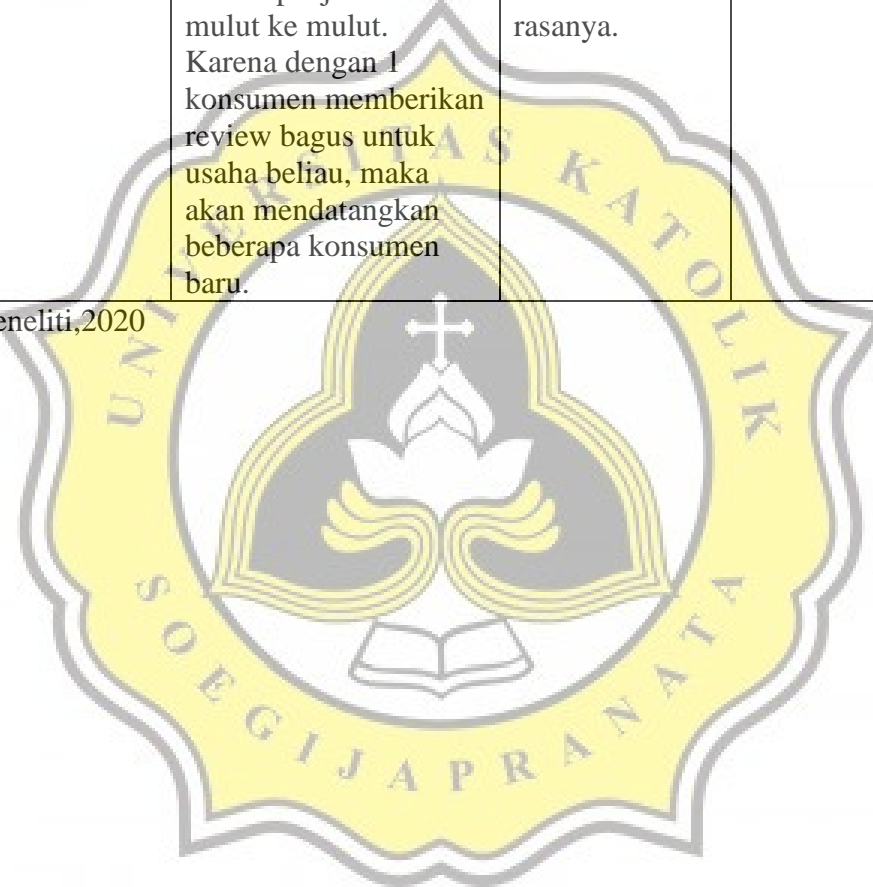 mulut ke mulut.
Karena dengan 1
konsumen memberikan
review bagus untuk
usaha beliau, maka
akan mendatangkan
beberapa konsumen
baru.
rasanya.
eneliti,2020
UNIVERSITAS KATOLIK
SOEGIJAPRANATA